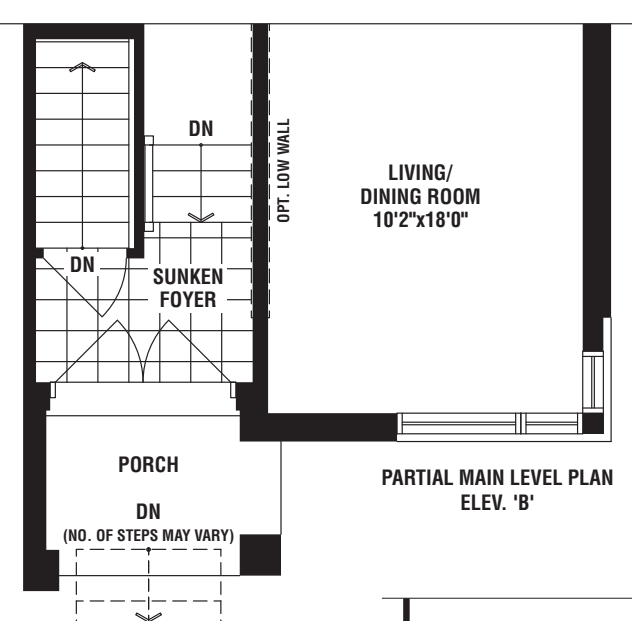 DN
OPT. LOW WALL
LIVING/
DINING ROOM
10'2"x18'0"
DN
SUNKEN
FOYER
PORCH
DN
(NO. OF STEPS MAY VARY)
PARTIAL MAIN LEVEL PLAN
ELEV. 'B'